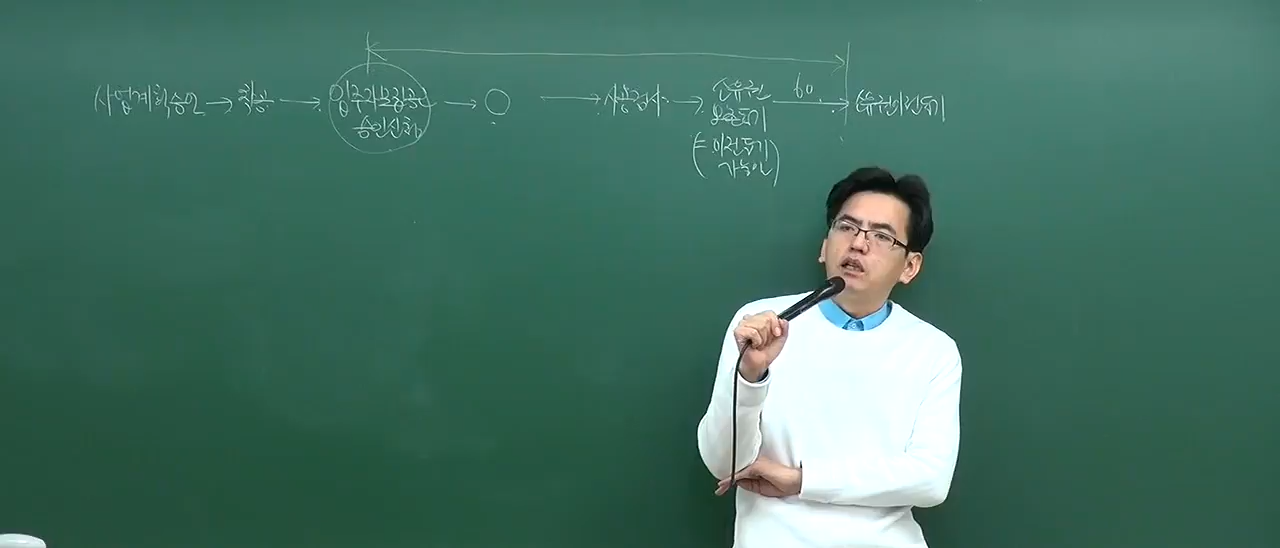 사업계획승인 → 착공 → 입주자모집공고 → ○ → 사용검사 → 소유권 60 → 소유권이전등기
승인신청 보존등기
(= 이전등기
가능일)